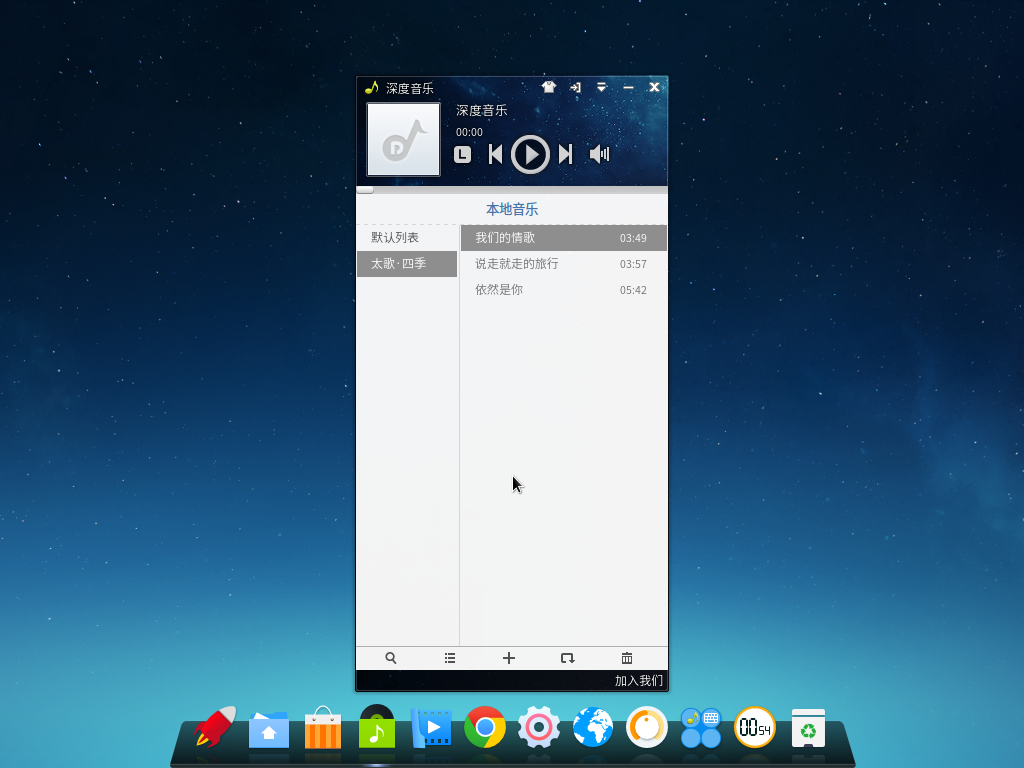 深度音乐
深度音乐
00:00
L
本地音乐
默认列表
太歌·四季
我们的情歌 03:49
说走就走的旅行 03:57
依然是你 05:42
加入我们
00 54